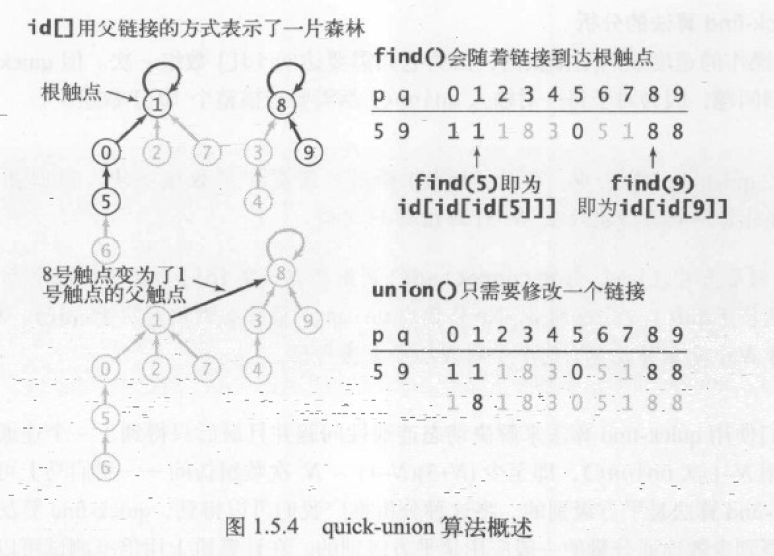 id[]用父链接的方式表示了一片森林
根触点
1
8
0
2
7
3
9
5
4
6
find()会随着链接到达根触点
p q 0 1 2 3 4 5 6 7 8 9
5 9 1 1 1 8 3 0 5 1 8 8
find(5)即为
id[id[id[5]]]
find(9)
即为id[id[9]]
8号触点变为了1
号触点的父触点
8
1
3
9
0
2
7
4
5
6
union()只需要修改一个链接
p q 0 1 2 3 4 5 6 7 8 9
5 9 1 1 1 8 3 0 5 1 8 8
1 8 1 8 3 0 5 1 8 8
图 1.5.4 quick-union 算法概述